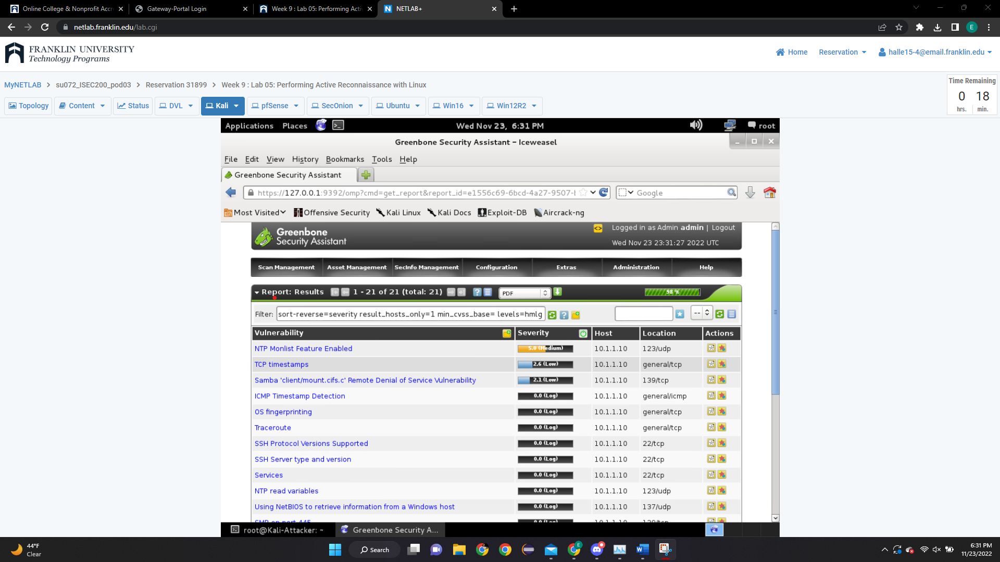 Online College & Nonprofit Accr
Gateway-Portal Login
Week 9 : Lab 05: Performing Acti
NETLAB+
netlab.franklin.edu/lab.cgi
E
FRANKLIN UNIVERSITY
Technology Programs
Home
Reservation
halle15-4@email.franklin.edu
MyNETLAB > su072_ISEC200_pod03 > Reservation 31899 > Week 9 : Lab 05: Performing Active Reconnaissance with Linux
Time Remaining
0 18
hrs. min.
Topology
Content
Status
DVL
Kali
pfSense
SecOnion
Ubuntu
Win16
Win12R2
Applications Places
Wed Nov 23, 6:31 PM
root
Greenbone Security Assistant - Iceweasel
File Edit View History Bookmarks Tools Help
Greenbone Security Assistant
https://127.0.0.1:9392/omp?cmd=get_report&report_id=e1556c69-6bcd-4a27-9507-
Google
Most Visited
Offensive Security
Kali Linux
Kali Docs
Exploit-DB
Aircrack-ng
Greenbone
Security Assistant
Logged in as Admin admin | Logout
Wed Nov 23 23:31:27 2022 UTC
Scan Management
Asset Management
SecInfo Management
Configuration
Extras
Administration
Help
Report: Results
1 - 21 of 21 (total: 21)
PDF
98 %
Filter: sort-reverse=severity result_hosts_only=1 min_cvss_base= levels=hmlg
--
Vulnerability Severity Host Location Actions
NTP Monlist Feature Enabled 5.0 (Medium) 10.1.1.10 123/udp
TCP timestamps 2.6 (Low) 10.1.1.10 general/tcp
Samba 'client/mount.cifs.c' Remote Denial of Service Vulnerability 2.1 (Low) 10.1.1.10 139/tcp
ICMP Timestamp Detection 0.0 (Log) 10.1.1.10 general/icmp
OS fingerprinting 0.0 (Log) 10.1.1.10 general/tcp
Traceroute 0.0 (Log) 10.1.1.10 general/tcp
SSH Protocol Versions Supported 0.0 (Log) 10.1.1.10 22/tcp
SSH Server type and version 0.0 (Log) 10.1.1.10 22/tcp
Services 0.0 (Log) 10.1.1.10 22/tcp
NTP read variables 0.0 (Log) 10.1.1.10 123/udp
Using NetBIOS to retrieve information from a Windows host 0.0 (Log) 10.1.1.10 137/udp
SMB on port 445 0.0 (Log) 10.1.1.10 139/tcp
root@Kali-Attacker: ~
Greenbone Security A...
44°F
Clear
Search
6:31 PM
11/23/2022